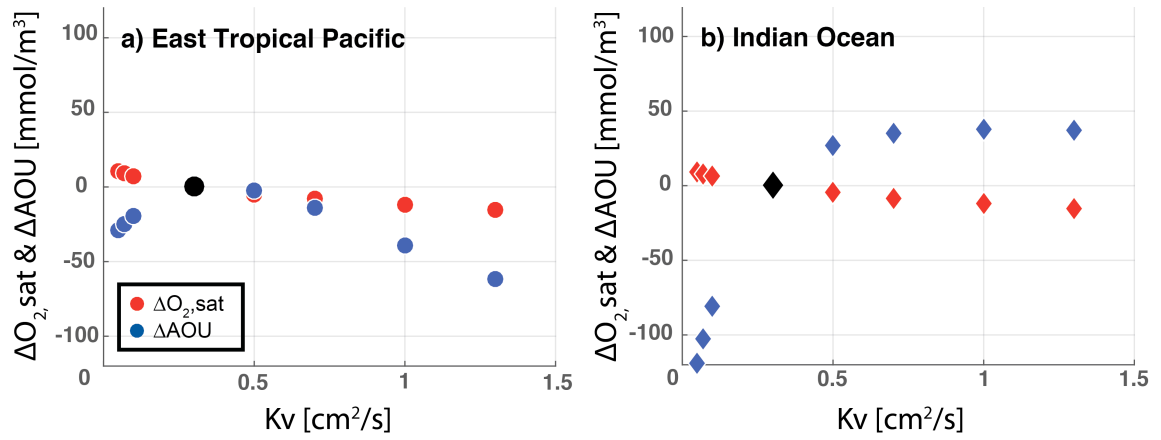 a) East Tropical Pacific
ΔO2,sat & ΔAOU [mmol/m³]
100
50
0
-50
-100
0
0.5
1
1.5
Kv [cm²/s]
ΔO₂,sat
ΔAOU
b) Indian Ocean
ΔO₂,sat & ΔAOU [mmol/m³]
100
50
0
-50
-100
0
0.5
1
1.5
Kv [cm²/s]